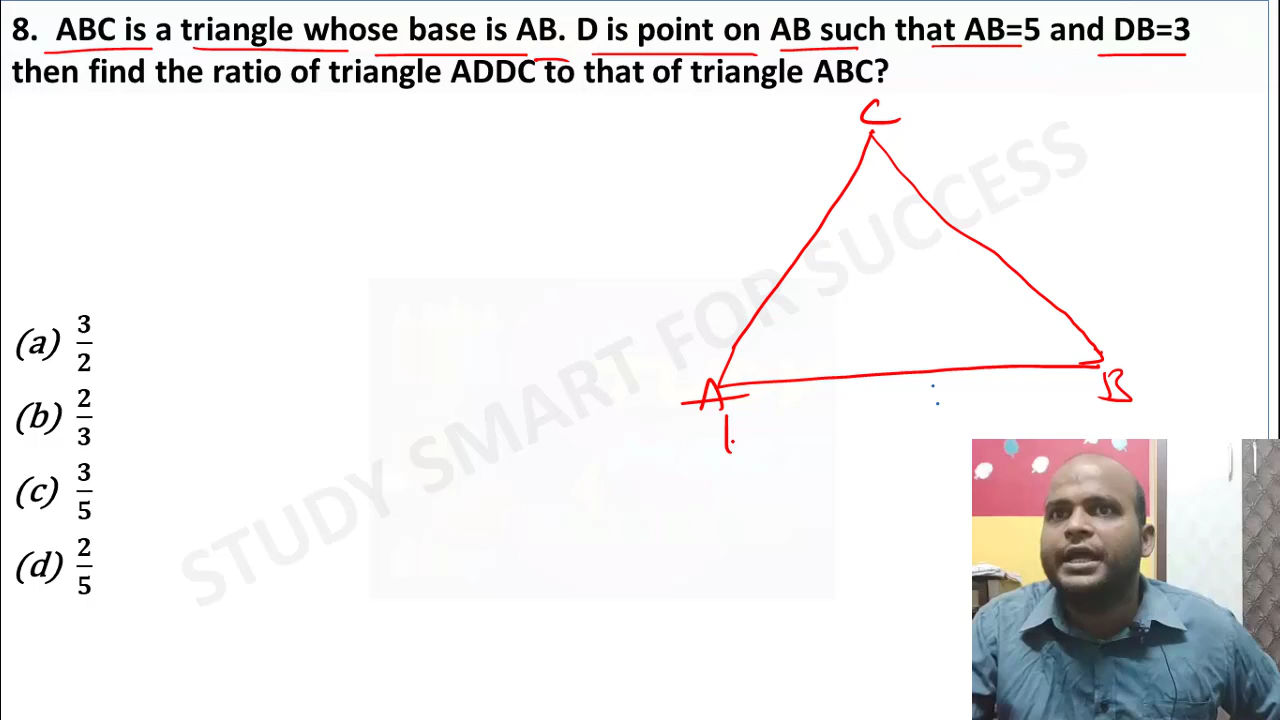 8. ABC is a triangle whose base is AB. D is point on AB such that AB=5 and DB=3
then find the ratio of triangle ADDC to that of triangle ABC?
C
STUDY SMART FOR SUCCESS
(a) 3/2
A
B
(b) 2/3
(c) 3/5
(d) 2/5